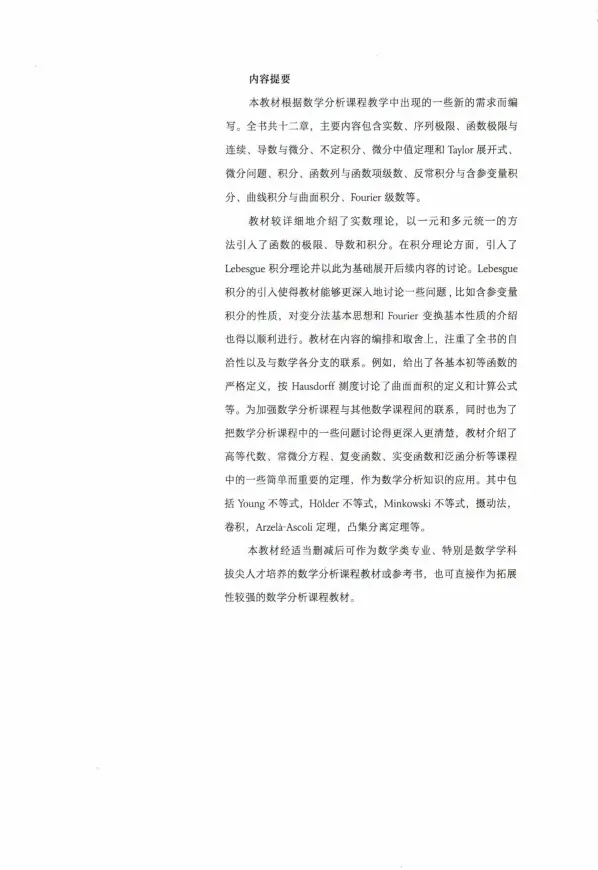 内容提要
本教材根据数学分析课程教学中出现的一些新的需求而编
写。全书共十二章，主要内容包含实数、序列极限、函数极限与
连续、导数与微分、不定积分、微分中值定理和 Taylor 展开式、
微分问题、积分、函数列与函数项级数、反常积分与含参变量积
分、曲线积分与曲面积分、Fourier 级数等。
教材较详细地介绍了实数理论，以一元和多元统一的方
法引入了函数的极限、导数和积分。在积分理论方面，引入了
Lebesgue 积分理论并以此为基础展开后续内容的讨论。Lebesgue
积分的引入使得教材能够更深入地讨论一些问题，比如含参变量
积分的性质，对变分法基本思想和 Fourier 变换基本性质的介绍
也得以顺利进行。教材在内容的编排和取舍上，注重了全书的自
洽性以及与数学各分支的联系。例如，给出了各基本初等函数的
严格定义，按 Hausdorff 测度讨论了曲面面积的定义和计算公式
等。为加强数学分析课程与其他数学课程间的联系，同时也为了
把数学分析课程中的一些问题讨论得更深入更清楚，教材介绍了
高等代数、常微分方程、复变函数、实变函数和泛函分析等课程
中的一些简单而重要的定理，作为数学分析知识的应用。其中包
括 Young 不等式，Hölder 不等式，Minkowski 不等式，摄动法，
卷积，Arzelà-Ascoli 定理，凸集分离定理等。
本教材经适当删减后可作为数学类专业、特别是数学学科
拔尖人才培养的数学分析课程教材或参考书，也可直接作为拓展
性较强的数学分析课程教材。